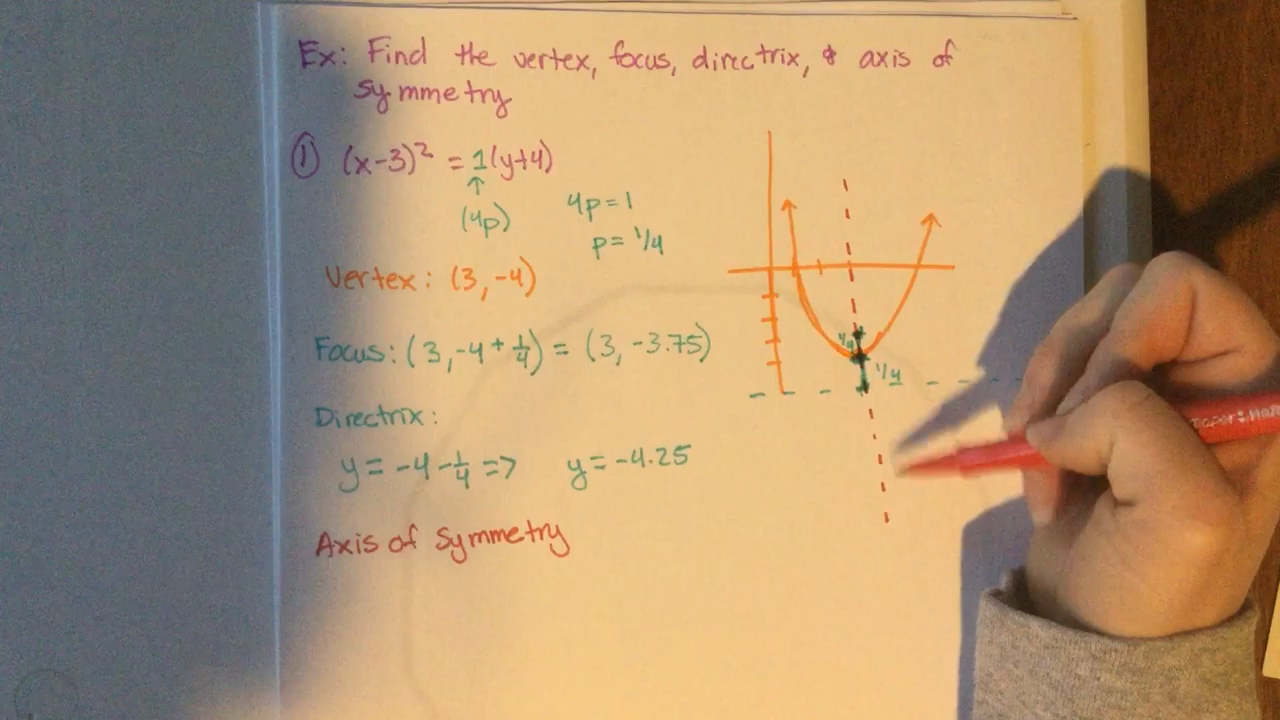 Ex: Find the vertex, focus, directrix, & axis of
symmetry
① (x-3)² = 1(y+4)
↑
(4p)
4p=1
p= 1/4
Vertex: (3, -4)
Focus: (3, -4 + 1/4) = (3, -3.75)
1/4
1/4
Directrix:
y = -4 - 1/4 => y = -4.25
Axis of symmetry